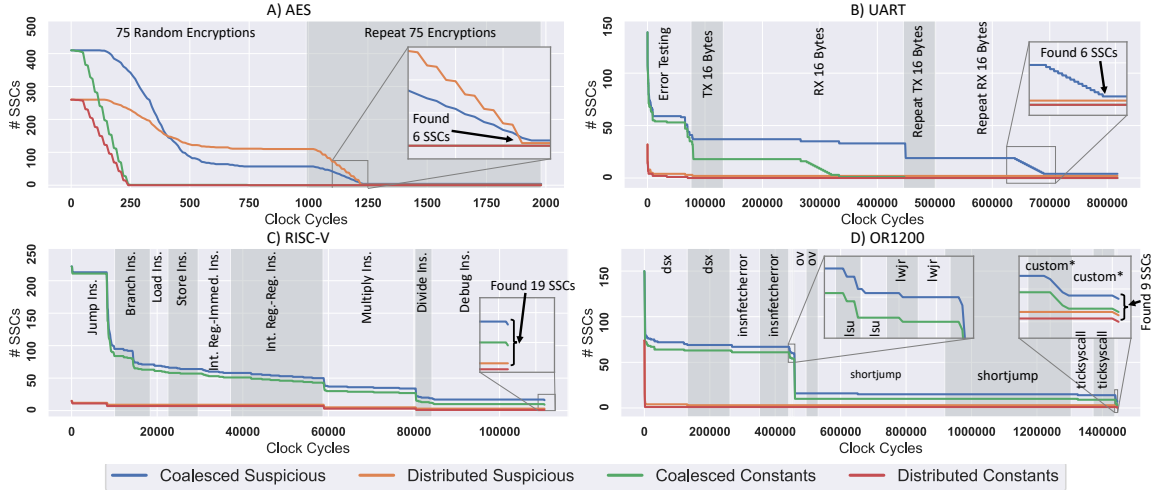 A) AES
# SSCs
500
400
300
200
100
0
75 Random Encryptions
Repeat 75 Encryptions
Found
6 SSCs
0
250
500
750
1000
1250
1500
1750
2000
Clock Cycles
B) UART
# SSCs
150
100
50
0
Error Testing
TX 16 Bytes
RX 16 Bytes
Repeat TX 16 Bytes
Repeat RX 16 Bytes
Found 6 SSCs
0
100000
200000
300000
400000
500000
600000
700000
800000
Clock Cycles
C) RISC-V
# SSCs
250
200
150
100
50
0
Jump Ins.
Branch Ins.
Load Ins.
Store Ins.
Int. Reg.-Immed. Ins.
Int. Reg.-Reg. Ins.
Multiply Ins.
Divide Ins.
Debug Ins.
Found 19 SSCs
0
20000
40000
60000
80000
100000
Clock Cycles
D) OR1200
# SSCs
150
100
50
0
dsx
dsx
insnfetcherror
insnfetcherror
ov
ov
lsu
lsu
lwjr
lwjr
shortjump
shortjump
tickyscall
tickyscall
custom*
custom*
Found 9 SSCs
0
200000
400000
600000
800000
1000000
1200000
1400000
Clock Cycles
Coalesced Suspicious
Distributed Suspicious
Coalesced Constants
Distributed Constants